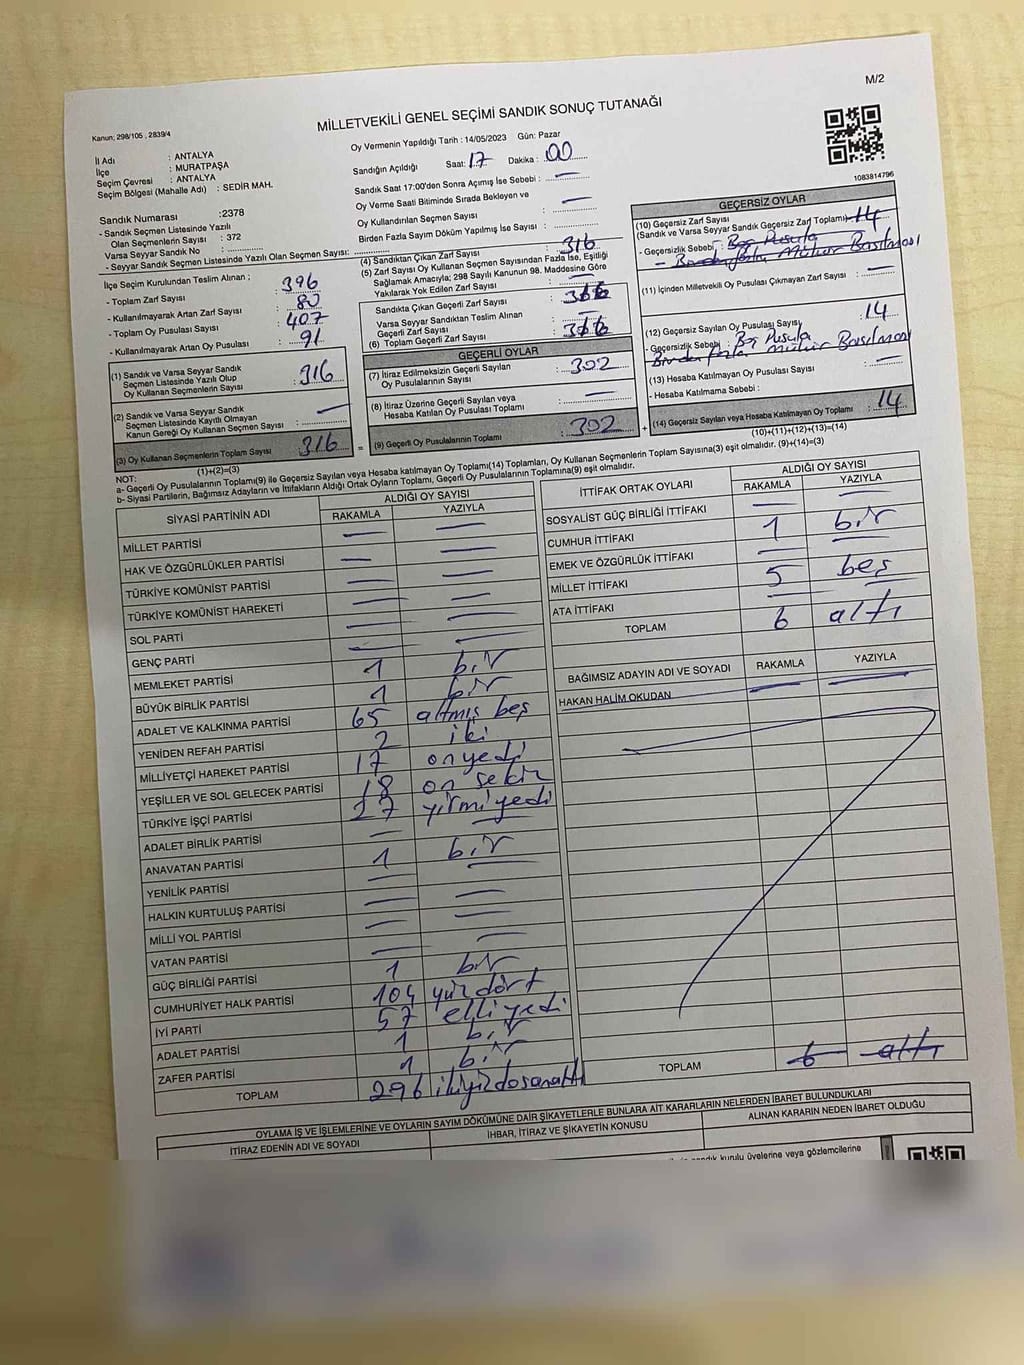 M/2
MİLLETVEKİLİ GENEL SEÇİMİ SANDIK SONUÇ TUTANAĞI
Kanun; 298/105 , 2839/4
Oy Vermenin Yapıldığı Tarih : 14/05/2023 Gün: Pazar
İl Adı : ANTALYA
İlçe : MURATPAŞA
Seçim Çevresi : ANTALYA
Seçim Bölgesi (Mahalle Adı) : SEDİR MAH.
Sandığın Açıldığı Saat: 17 Dakika : 00
Sandık Saat 17:00'den Sonra Açımış İse Sebebi : —
Oy Verme Saati Bitiminde Sırada Bekleyen ve
Oy Kullandırılan Seçmen Sayısı : —
Birden Fazla Sayım Döküm Yapılmış İse Sayısı :
1083814796
Sandık Numarası :2378
- Sandık Seçmen Listesinde Yazılı
Olan Seçmenlerin Sayısı : 372
Varsa Seyyar Sandık No :
- Seyyar Sandık Seçmen Listesinde Yazılı Olan Seçmen Sayısı:
İlçe Seçim Kurulundan Teslim Alınan ;
- Toplam Zarf Sayısı : 396
- Kullanılmayarak Artan Zarf Sayısı : 80
- Toplam Oy Pusulası Sayısı : 407
- Kullanılmayarak Artan Oy Pusulası : 91
(1) Sandık ve Varsa Seyyar Sandık
Seçmen Listesinde Yazılı Olup
Oy Kullanan Seçmenlerin Sayısı : 316
(2) Sandık ve Varsa Seyyar Sandık
Seçmen Listesinde Kayıtlı Olmayan
Kanun Gereği Oy Kullanan Seçmen Sayısı : —
(3) Oy Kullanan Seçmenlerin Toplam Sayısı 316
(1)+(2)=(3)
(4) Sandıktan Çıkan Zarf Sayısı : 316
(5) Zarf Sayısı Oy Kullanan Seçmen Sayısından Fazla İse, Eşitliği
Sağlamak Amacıyla; 298 Sayılı Kanunun 98. Maddesine Göre
Yakılarak Yok Edilen Zarf Sayısı : —
Sandıkta Çıkan Geçerli Zarf Sayısı :
Varsa Seyyar Sandıktan Teslim Alınan
Geçerli Zarf Sayısı : —
(6) Toplam Geçerli Zarf Sayısı :
GEÇERLİ OYLAR
(7) İtiraz Edilmeksizin Geçerli Sayılan
Oy Pusulasının Sayısı : 302
(8) İtiraz Üzerine Geçerli Sayılan veya
Hesaba Katılan Oy Pusulası Toplamı : —
= (9) Geçerli Oy Pusulalarının Toplamı : 302 +
GEÇERSİZ OYLAR
(10) Geçersiz Zarf Sayısı
(Sandık ve Varsa Seyyar Sandık Geçersiz Zarf Toplamı) 14
- Geçersizlik Sebebi : Boş Pusula
- Birden fazla Mühür Basılması
(11) İçinden Milletvekili Oy Pusulası Çıkmayan Zarf Sayısı : —
(12) Geçersiz Sayılan Oy Pusulası Sayısı : 14
- Geçersizlik Sebebi : Boş Pusula
Birden fazla Mühür Basılması
(13) Hesaba Katılmayan Oy Pusulası Sayısı : —
- Hesaba Katılmama Sebebi :
(14) Geçersiz Sayılan veya Hesaba Katılmayan Oy Toplamı : 14
(10)+(11)+(12)+(13)=(14)
NOT:
a- Geçerli Oy Pusulalarının Toplamı(9) ile Geçersiz Sayılan veya Hesaba katılmayan Oy Toplamı(14) Toplamları, Oy Kullanan Seçmenlerin Toplam Sayısına(3) eşit olmalıdır. (9)+(14)=(3)
b- Siyasi Partilerin, Bağımsız Adayların ve İttifakların Aldığı Ortak Oyların Toplamı, Geçerli Oy Pusulalarının Toplamına(9) eşit olmalıdır.
SİYASİ PARTİNİN ADI ALDIĞI OY SAYISI
RAKAMLA YAZIYLA
MİLLET PARTİSİ — —
HAK VE ÖZGÜRLÜKLER PARTİSİ — —
TÜRKİYE KOMÜNİST PARTİSİ — —
TÜRKİYE KOMÜNİST HAREKETİ — —
SOL PARTİ — —
GENÇ PARTİ — —
MEMLEKET PARTİSİ 1 bir
BÜYÜK BİRLİK PARTİSİ 1 bir
ADALET VE KALKINMA PARTİSİ 65 altmış beş
YENİDEN REFAH PARTİSİ 2 iki
MİLLİYETÇİ HAREKET PARTİSİ 17 on yedi
YEŞİLLER VE SOL GELECEK PARTİSİ 18 on sekiz
TÜRKİYE İŞÇİ PARTİSİ 27 yirmi yedi
ADALET BİRLİK PARTİSİ — —
ANAVATAN PARTİSİ 1 bir
YENİLİK PARTİSİ — —
HALKIN KURTULUŞ PARTİSİ — —
MİLLİ YOL PARTİSİ — —
VATAN PARTİSİ — —
GÜÇ BİRLİĞİ PARTİSİ 1 bir
CUMHURİYET HALK PARTİSİ 104 yüz dört
İYİ PARTİ 57 elli yedi
ADALET PARTİSİ 1 bir
ZAFER PARTİSİ 1 bir
TOPLAM 296 ikiyüzdoksanaltı
İTTİFAK ORTAK OYLARI ALDIĞI OY SAYISI
RAKAMLA YAZIYLA
SOSYALİST GÜÇ BİRLİĞİ İTTİFAKI — —
CUMHUR İTTİFAKI 1 bir
EMEK VE ÖZGÜRLÜK İTTİFAKI — —
MİLLET İTTİFAKI 5 beş
ATA İTTİFAKI — —
TOPLAM 6 altı
BAĞIMSIZ ADAYIN ADI VE SOYADI RAKAMLA YAZIYLA
HAKAN HALİM OKUDAN — —
TOPLAM 6 altı
OYLAMA İŞ VE İŞLEMLERİNE VE OYLARIN SAYIM DÖKÜMÜNE DAİR ŞİKAYETLERLE BUNLARA AİT KARARLARIN NELERDEN İBARET BULUNDUKLARI
İTİRAZ EDENİN ADI VE SOYADI İHBAR, İTİRAZ VE ŞİKAYETİN KONUSU ALINAN KARARIN NEDEN İBARET OLDUĞU
sandık kurulu üyelerine veya gözlemcilerine